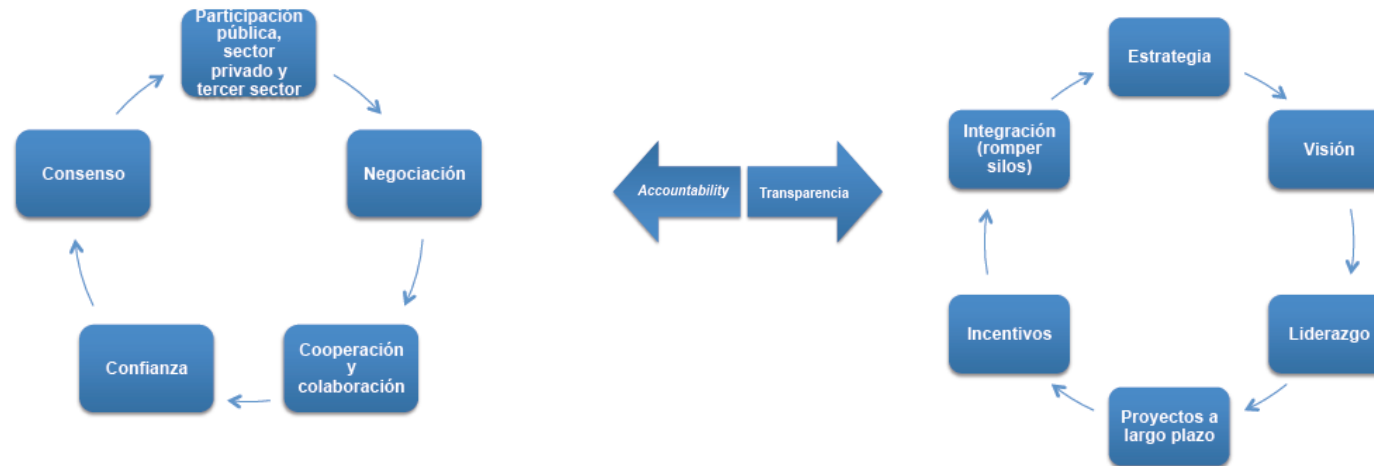 Participación
pública,
sector
privado y
tercer sector
Negociación
Cooperación
y
colaboración
Confianza
Consenso
Accountability
Transparencia
Estrategia
Visión
Liderazgo
Proyectos a
largo plazo
Incentivos
Integración
(romper
silos)